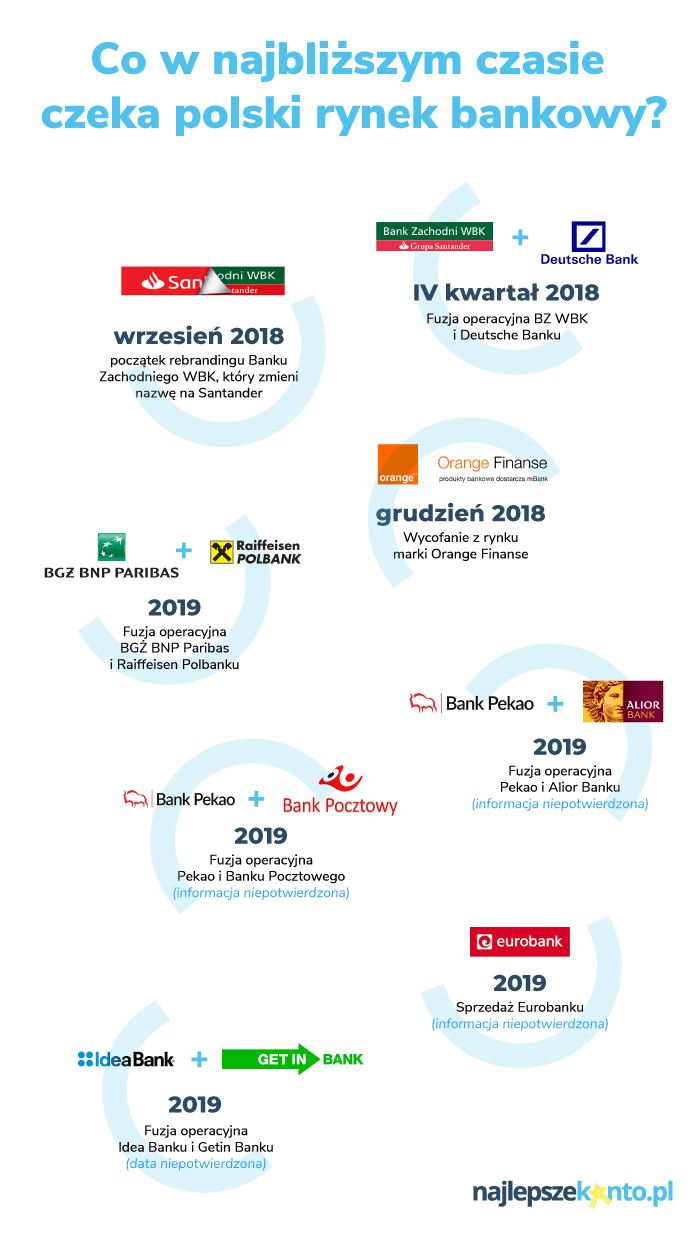 Co w najbliższym czasie
czeka polski rynek bankowy?
Bank Zachodni WBK
Grupa Santander
+
Deutsche Bank
IV kwartał 2018
Fuzja operacyjna BZ WBK
i Deutsche Banku
San odni WBK
tander
wrzesień 2018
początek rebrandingu Banku
Zachodniego WBK, który zmieni
nazwę na Santander
orange™
Orange Finanse
produkty bankowe dostarcza mBank
grudzień 2018
Wycofanie z rynku
marki Orange Finanse
BGŻ BNP PARIBAS
+
Raiffeisen
POLBANK
2019
Fuzja operacyjna
BGŻ BNP Paribas
i Raiffeisen Polbanku
Bank Pekao + ALIOR
BANK
2019
Fuzja operacyjna
Pekao i Alior Banku
(informacja niepotwierdzona)
Bank Pekao + Bank Pocztowy
2019
Fuzja operacyjna
Pekao i Banku Pocztowego
(informacja niepotwierdzona)
eurobank
2019
Sprzedaż Eurobanku
(informacja niepotwierdzona)
IdeaBank + GET IN BANK
2019
Fuzja operacyjna
Idea Banku i Getin Banku
(data niepotwierdzona)
najlepszekonto.pl